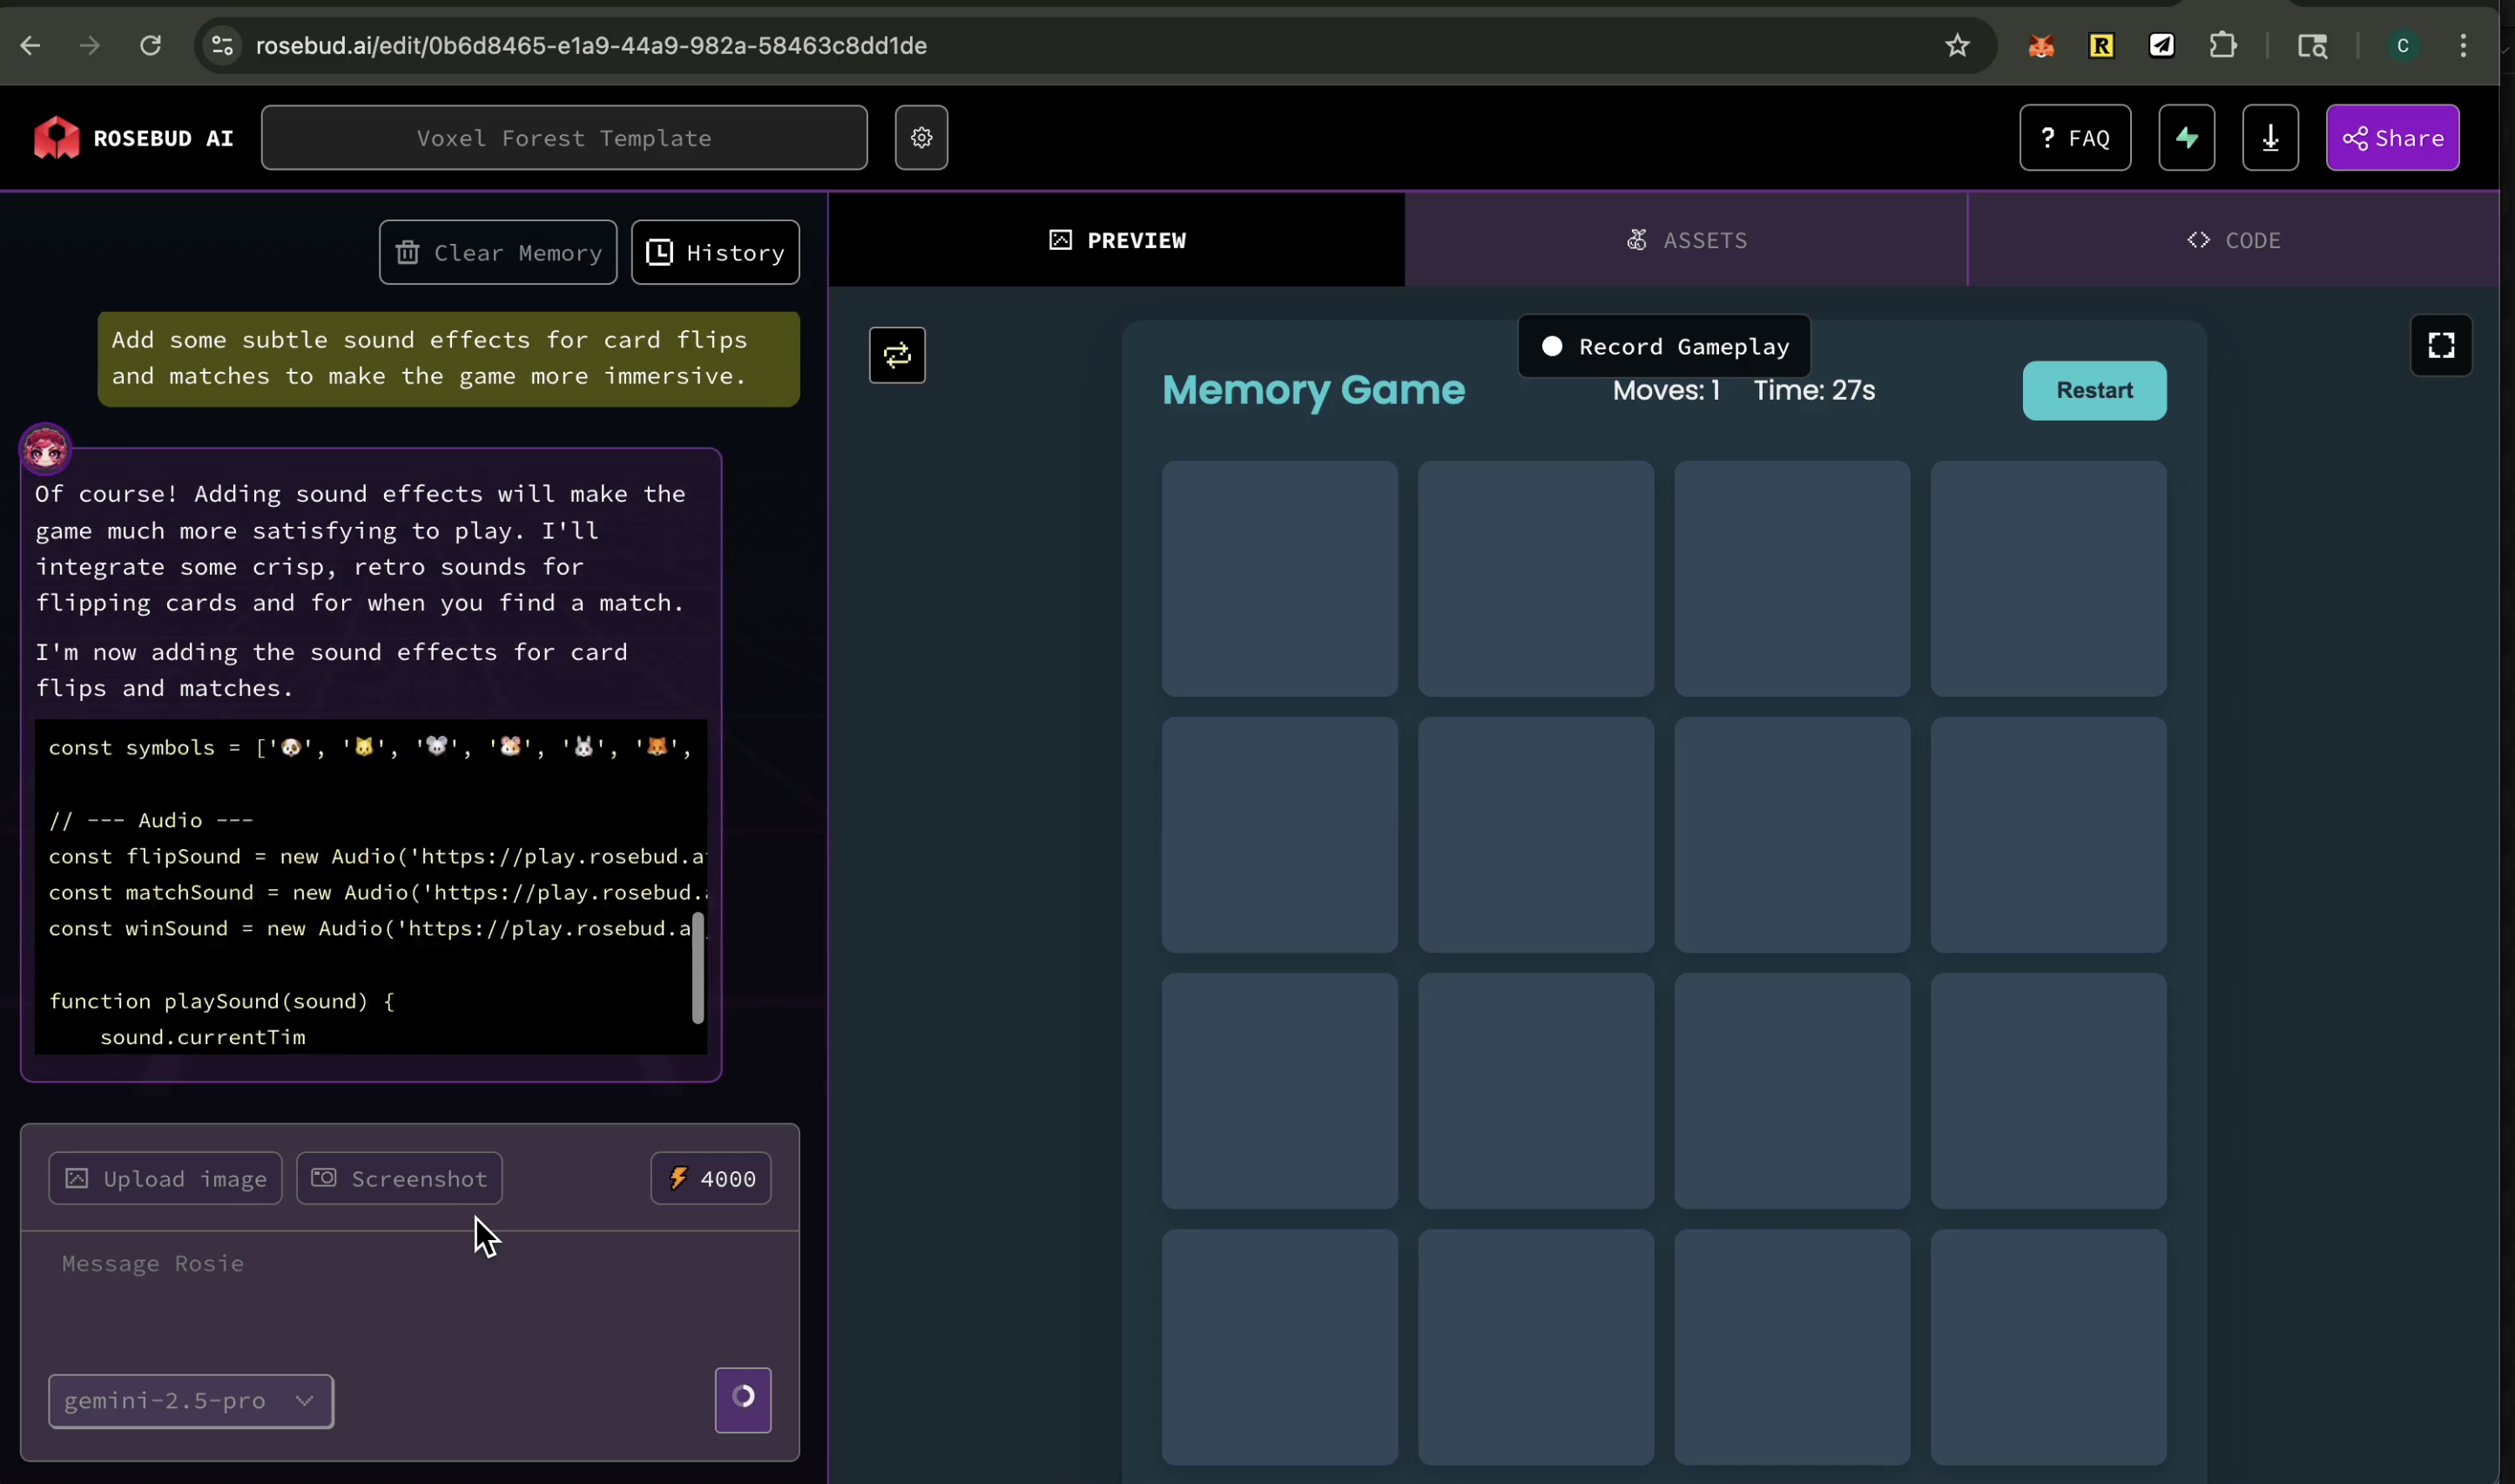 rosebud.ai/edit/0b6d8465-e1a9-44a9-982a-58463c8dd1de
R
C
ROSEBUD AI
Voxel Forest Template
? FAQ
Share
Clear Memory
History
PREVIEW
ASSETS
<> CODE
Add some subtle sound effects for card flips
and matches to make the game more immersive.
Of course! Adding sound effects will make the
game much more satisfying to play. I'll
integrate some crisp, retro sounds for
flipping cards and for when you find a match.
I'm now adding the sound effects for card
flips and matches.
const symbols = ['🐶', '🐱', '🐭', '🐹', '🐰', '🦊',
// --- Audio ---
const flipSound = new Audio('https://play.rosebud.a
const matchSound = new Audio('https://play.rosebud.
const winSound = new Audio('https://play.rosebud.a
function playSound(sound) {
sound.currentTim
Upload image
Screenshot
4000
Message Rosie
gemini-2.5-pro
Record Gameplay
Memory Game
Moves: 1
Time: 27s
Restart